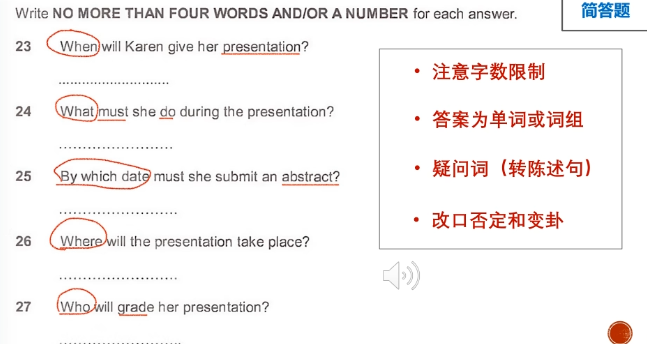 Write NO MORE THAN FOUR WORDS AND/OR A NUMBER for each answer.
简答题
23 When will Karen give her presentation?
..............................
24 What must she do during the presentation?
..............................
25 By which date must she submit an abstract?
..............................
26 Where will the presentation take place?
..............................
27 Who will grade her presentation?
..............................
• 注意字数限制
• 答案为单词或词组
• 疑问词（转陈述句）
• 改口否定和变卦